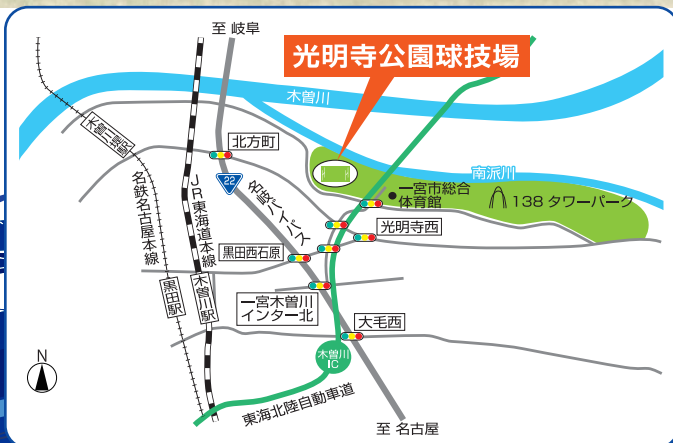 至 岐阜
光明寺公園球技場
木曽川
北方町
木曽川堤駅
南派川
22
名岐バイパス
一宮市総合
体育館
138 タワーパーク
名鉄名古屋本線
JR東海道本線
光明寺西
黒田西石原
黒田駅
木曽川駅
一宮木曽川
インター北
大毛西
木曽川
IC
N
東海北陸自動車道
至 名古屋